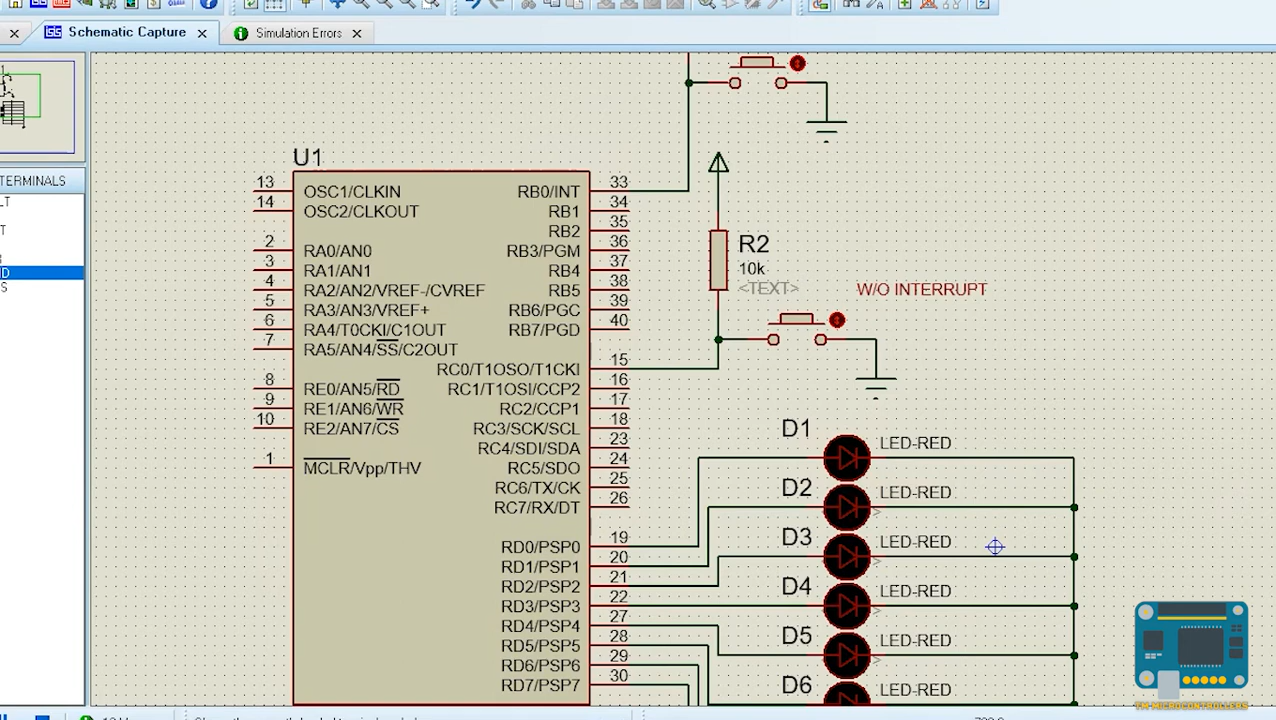 Schematic Capture
Simulation Errors
TERMINALS
U1
13 OSC1/CLKIN
14 OSC2/CLKOUT
2 RA0/AN0
3 RA1/AN1
4 RA2/AN2/VREF-/CVREF
5 RA3/AN3/VREF+
6 RA4/T0CKI/C1OUT
7 RA5/AN4/SS/C2OUT
8 RE0/AN5/RD
9 RE1/AN6/WR
10 RE2/AN7/CS
1 MCLR/Vpp/THV
RB0/INT 33
RB1 34
RB2 35
RB3/PGM 36
RB4 37
RB5 38
RB6/PGC 39
RB7/PGD 40
RC0/T1OSO/T1CKI 15
RC1/T1OSI/CCP2 16
RC2/CCP1 17
RC3/SCK/SCL 18
RC4/SDI/SDA 23
RC5/SDO 24
RC6/TX/CK 25
RC7/RX/DT 26
RD0/PSP0 19
RD1/PSP1 20
RD2/PSP2 21
RD3/PSP3 22
RD4/PSP4 27
RD5/PSP5 28
RD6/PSP6 29
RD7/PSP7 30
R2
10k
<TEXT>
W/O INTERRUPT
D1
LED-RED
D2
LED-RED
D3
LED-RED
D4
LED-RED
D5
LED-RED
D6
LED-RED
TM MICROCONTROLLERS